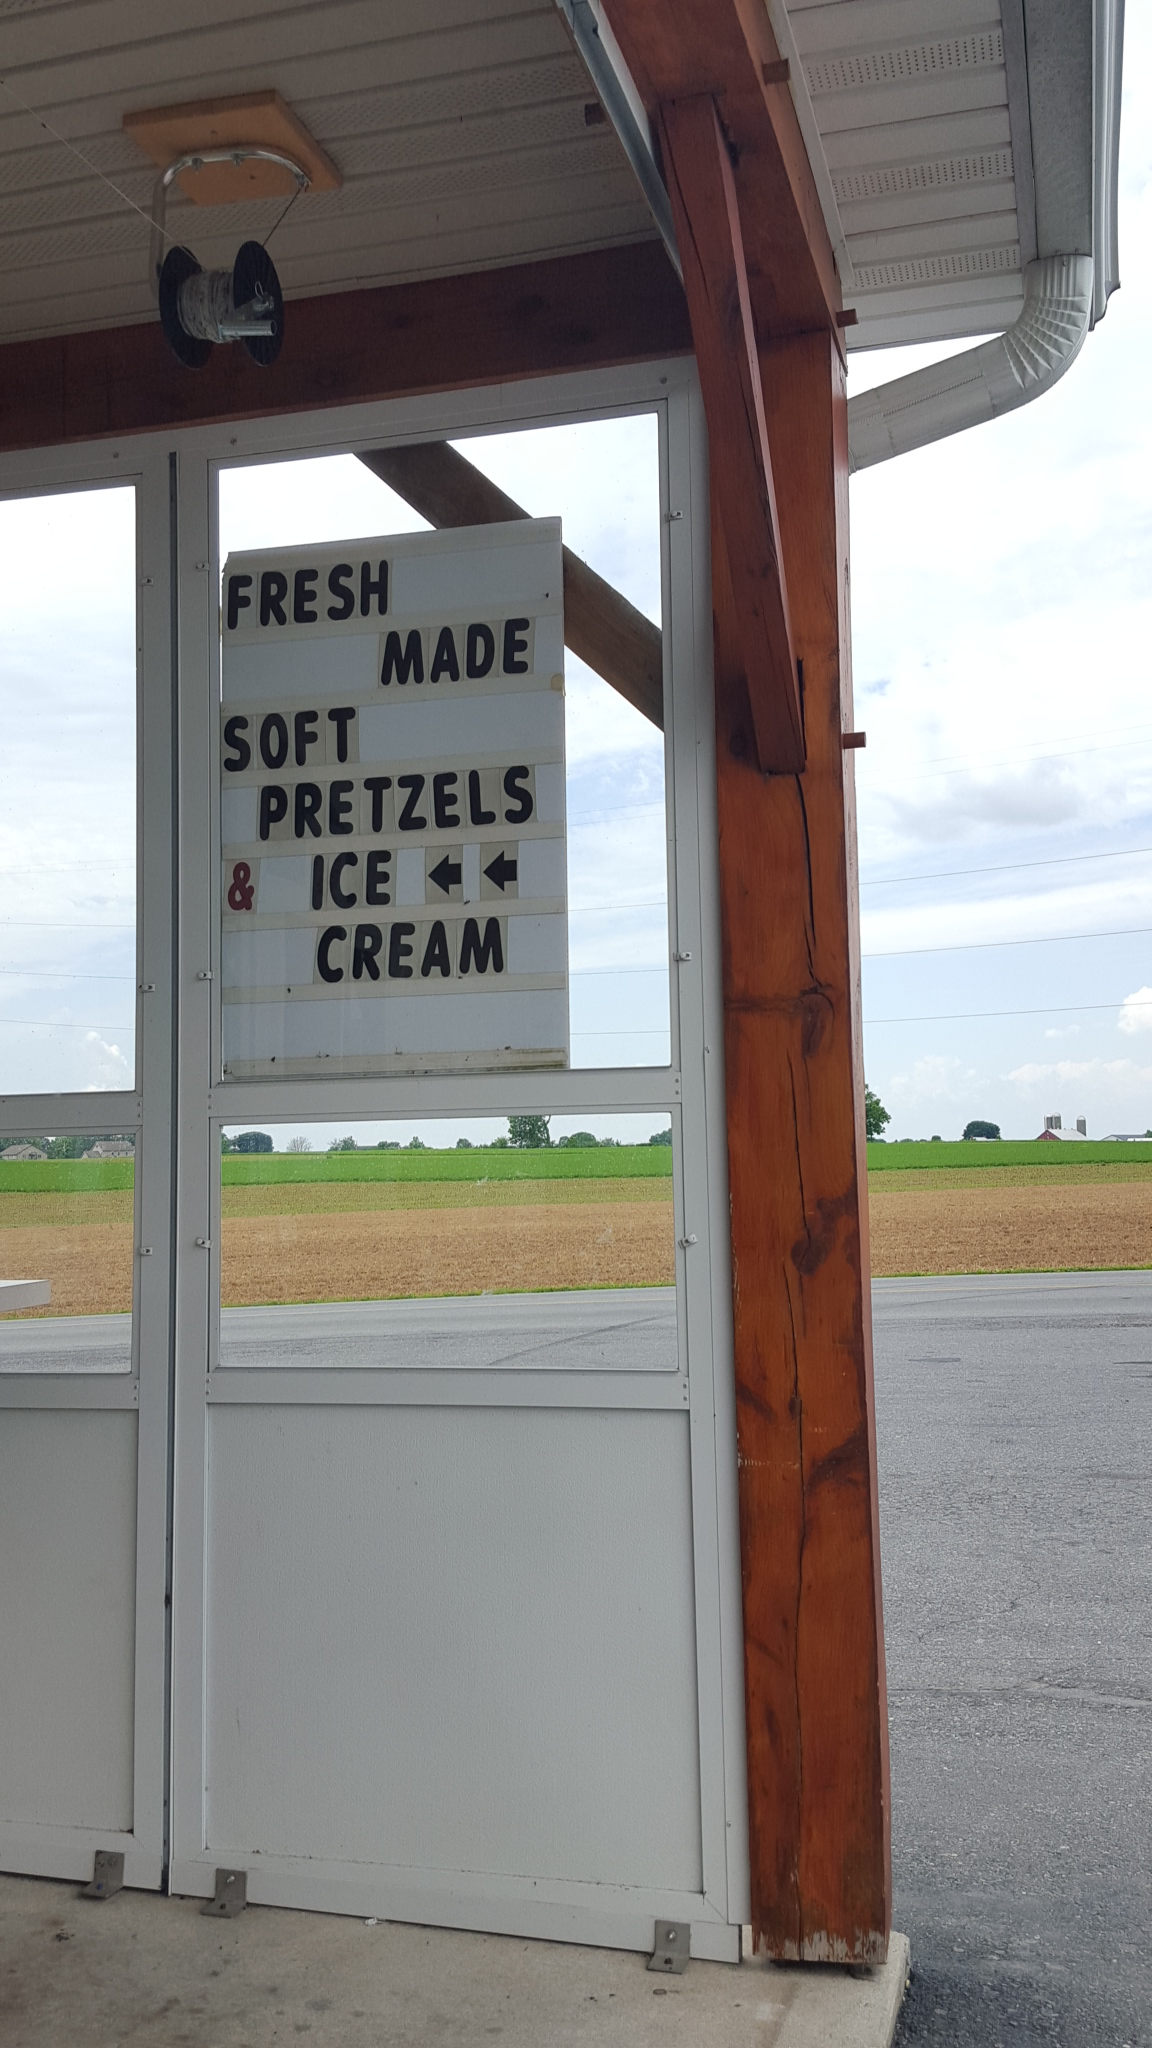 FRESH
MADE
SOFT
PRETZELS
& ICE ← ←
CREAM